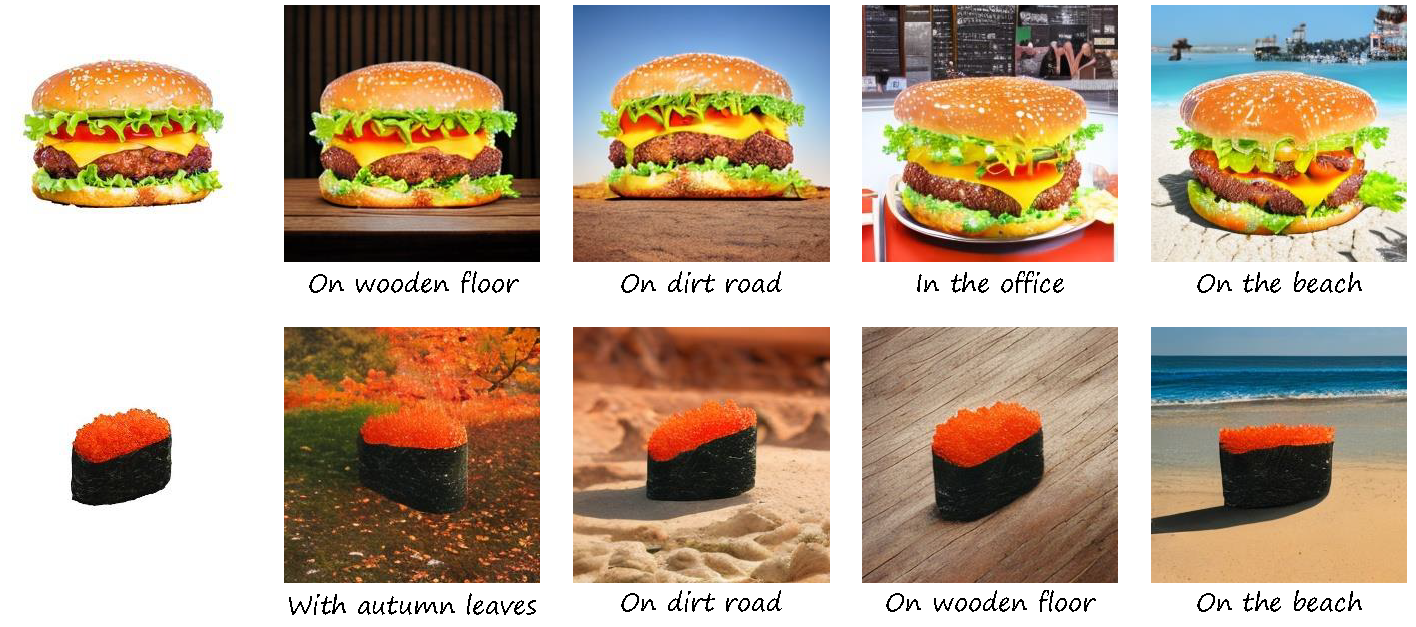 On wooden floor
On dirt road
In the office
On the beach
With autumn leaves
On dirt road
On wooden floor
On the beach